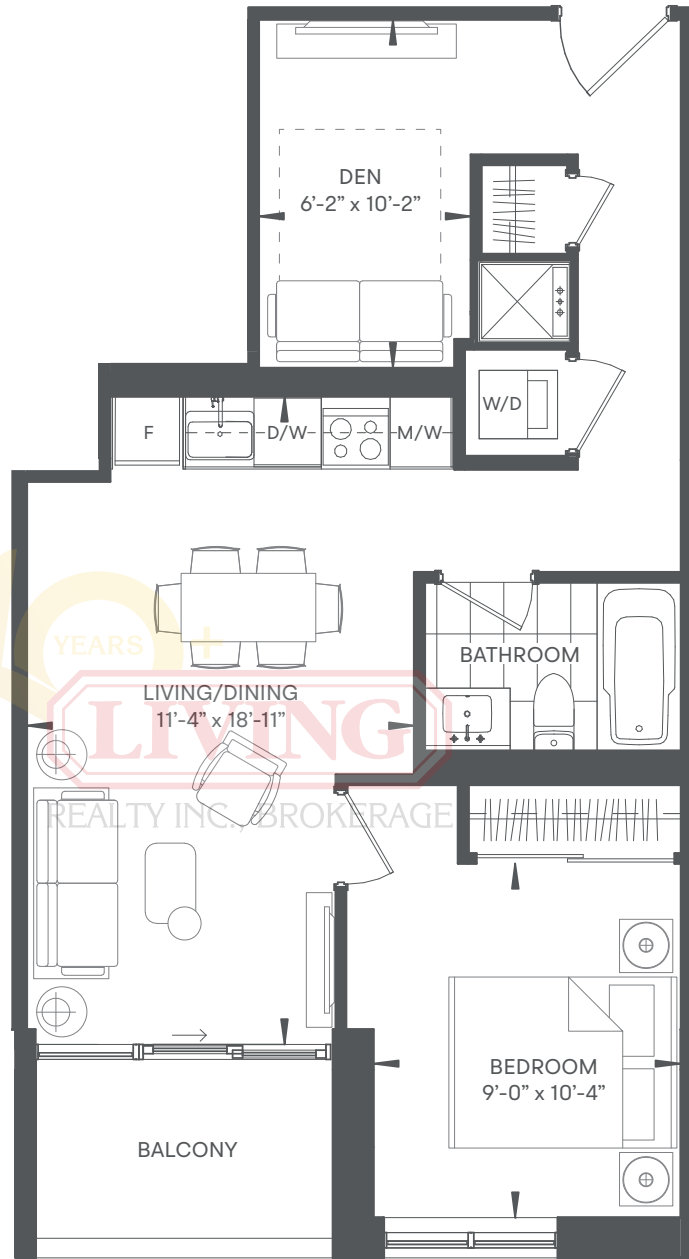 DEN
6’-2” x 10’-2”
W/D
F
D/W
M/W
YEARS
+
BATHROOM
LIVING/DINING
11’-4” x 18’-11”
LIVING
REALTY INC., BROKERAGE
BEDROOM
9’-0” x 10’-4”
BALCONY